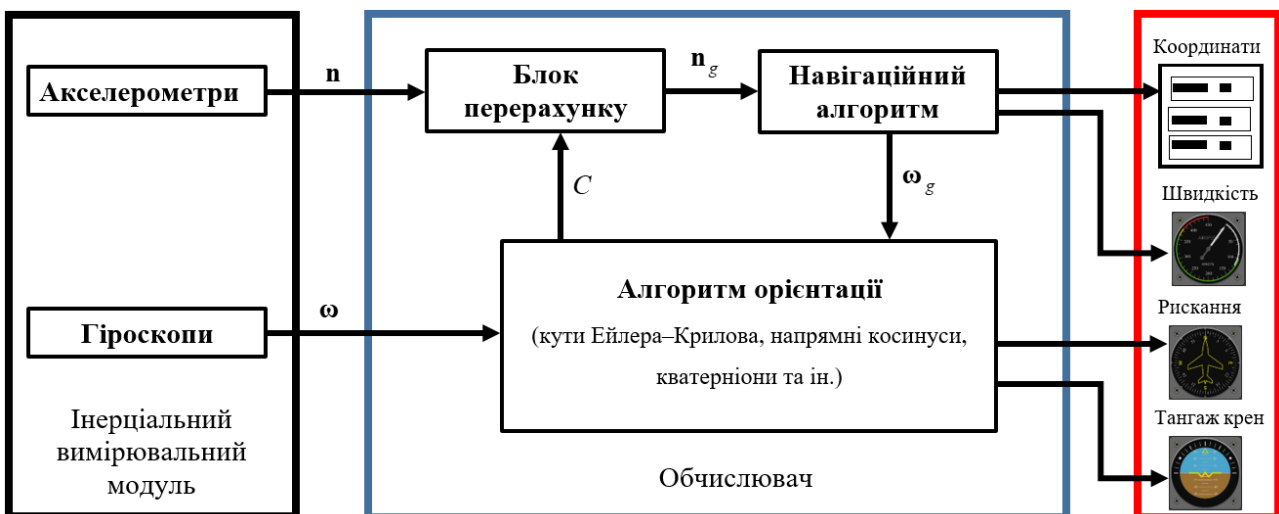 Акселерометри
n
Блок
перерахунку
n g
Навігаційний
алгоритм
Координати
C
ω g
Швидкість
Гіроскопи
ω
Алгоритм орієнтації
(кути Ейлера–Крилова, напрямні косинуси,
кватерніони та ін.)
Рискання
Тангаж крен
Інерціальний
вимірювальний
модуль
Обчислювач